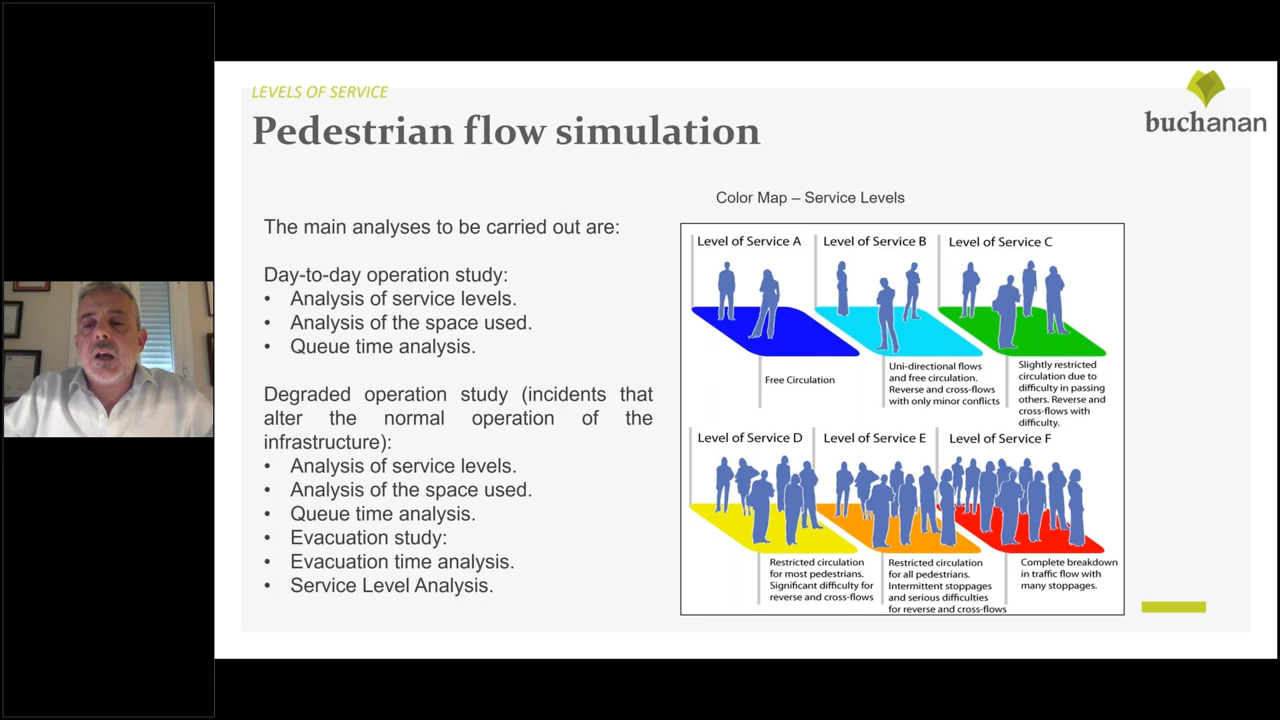 LEVELS OF SERVICE
Pedestrian flow simulation
buchanan
The main analyses to be carried out are:
Day-to-day operation study:
• Analysis of service levels.
• Analysis of the space used.
• Queue time analysis.
Degraded operation study (incidents that
alter the normal operation of the
infrastructure):
• Analysis of service levels.
• Analysis of the space used.
• Queue time analysis.
• Evacuation study:
• Evacuation time analysis.
• Service Level Analysis.
Color Map – Service Levels
Level of Service A
Free Circulation
Level of Service B
Uni-directional flows
and free circulation.
Reverse and cross-flows
with only minor conflicts
Level of Service C
Slightly restricted
circulation due to
difficulty in passing
others. Reverse and
cross-flows with
difficulty.
Level of Service D
Restricted circulation
for most pedestrians.
Significant difficulty for
reverse and cross-flows
Level of Service E
Restricted circulation
for all pedestrians.
Intermittent stoppages
and serious difficulties
for reverse and cross-flows
Level of Service F
Complete breakdown
in traffic flow with
many stoppages.